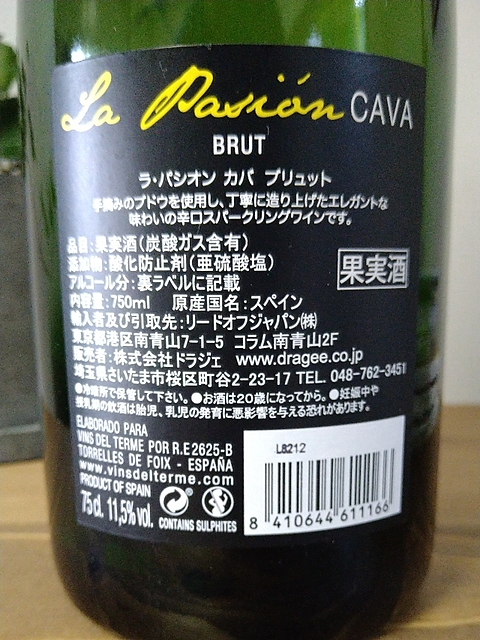 La Pasión CAVA
BRUT
ラ・パシオン カバ ブリュット
手摘みのブドウを使用し、丁寧に造り上げたエレガントな
味わいの辛口スパークリングワインです。
品目:果実酒(炭酸ガス含有)
添加物:酸化防止剤(亜硫酸塩)
果実酒
アルコール分:裏ラベルに記載
内容量:750ml 原産国名:スペイン
輸入者及び引取先:リードオフジャパン㈱
東京都港区南青山7-1-5 コラム南青山2F
販売者:株式会社ドラジェ www.dragee.co.jp
埼玉県さいたま市桜区町谷2-23-17 TEL. 048-762-3451
●冷暗所で保管して下さい。●お酒は20歳になってから。●妊娠中や
授乳期の飲酒は胎児、乳児の発育に悪影響を与える恐れがあります。
ELABORADO PARA
VINS DEL TERME POR R.E 2625-B
TORRELLES DE FOIX - ESPAÑA
www.vinsdelterme.com
PRODUCT OF SPAIN
75cl. 11,5%vol.
CONTAINS SULPHITES
L8212
8 410644 611166